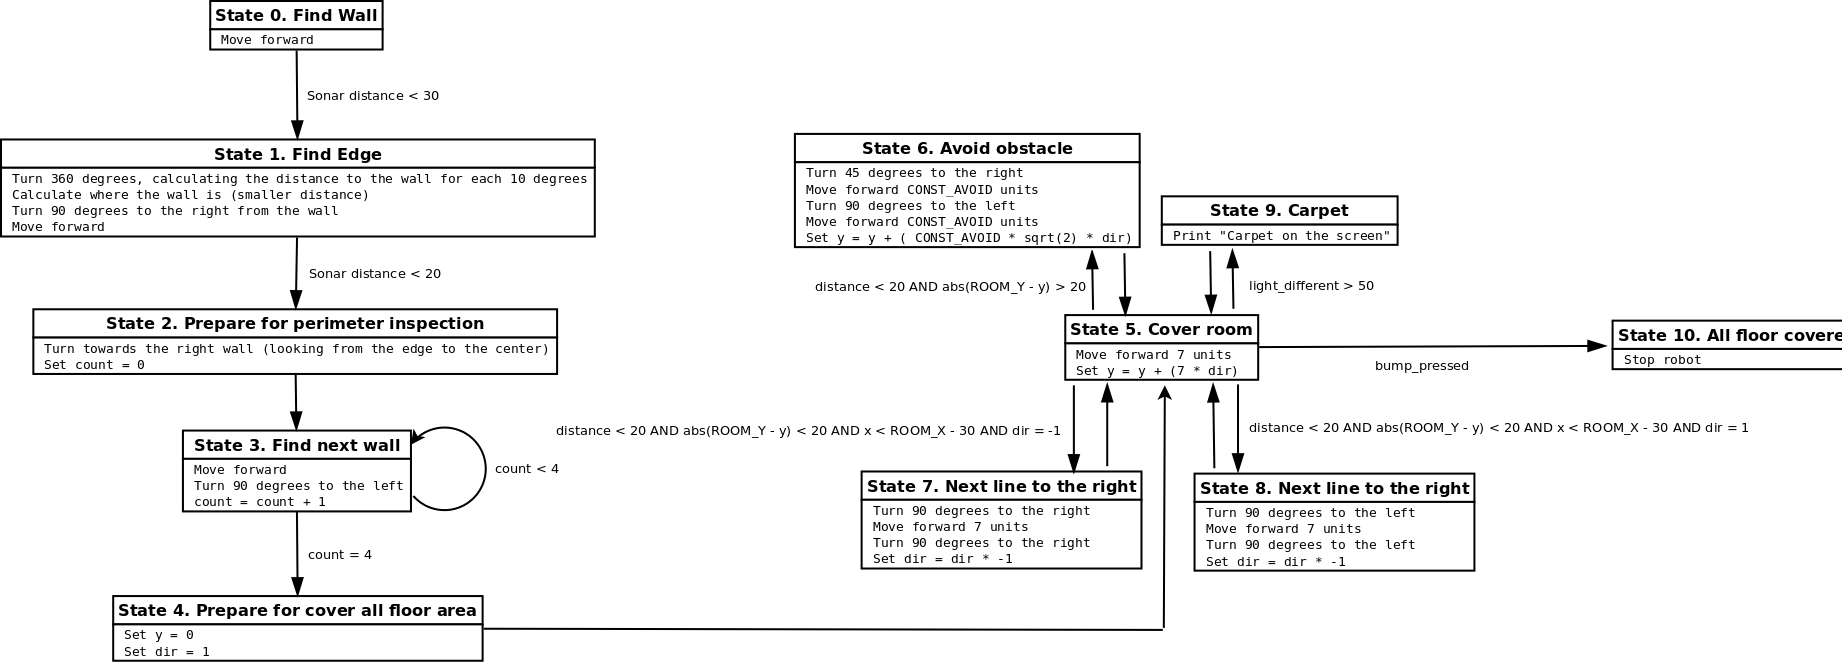 State 0. Find Wall
Move forward
Sonar distance < 30
State 1. Find Edge
Turn 360 degrees, calculating the distance to the wall for each 10 degrees
Calculate where the wall is (smaller distance)
Turn 90 degrees to the right from the wall
Move forward
Sonar distance < 20
State 2. Prepare for perimeter inspection
Turn towards the right wall (looking from the edge to the center)
Set count = 0
State 3. Find next wall
Move forward
Turn 90 degrees to the left
count = count + 1
count < 4
count = 4
State 4. Prepare for cover all floor area
Set y = 0
Set dir = 1
State 6. Avoid obstacle
Turn 45 degrees to the right
Move forward CONST_AVOID units
Turn 90 degrees to the left
Move forward CONST_AVOID units
Set y = y + ( CONST_AVOID * sqrt(2) * dir)
distance < 20 AND abs(ROOM_Y - y) > 20
State 9. Carpet
Print "Carpet on the screen"
light_different > 50
State 5. Cover room
Move forward 7 units
Set y = y + (7 * dir)
bump_pressed
State 10. All floor covere
Stop robot
distance < 20 AND abs(ROOM_Y - y) < 20 AND x < ROOM_X - 30 AND dir = -1
distance < 20 AND abs(ROOM_Y - y) < 20 AND x < ROOM_X - 30 AND dir = 1
State 7. Next line to the right
Turn 90 degrees to the right
Move forward 7 units
Turn 90 degrees to the right
Set dir = dir * -1
State 8. Next line to the right
Turn 90 degrees to the left
Move forward 7 units
Turn 90 degrees to the left
Set dir = dir * -1